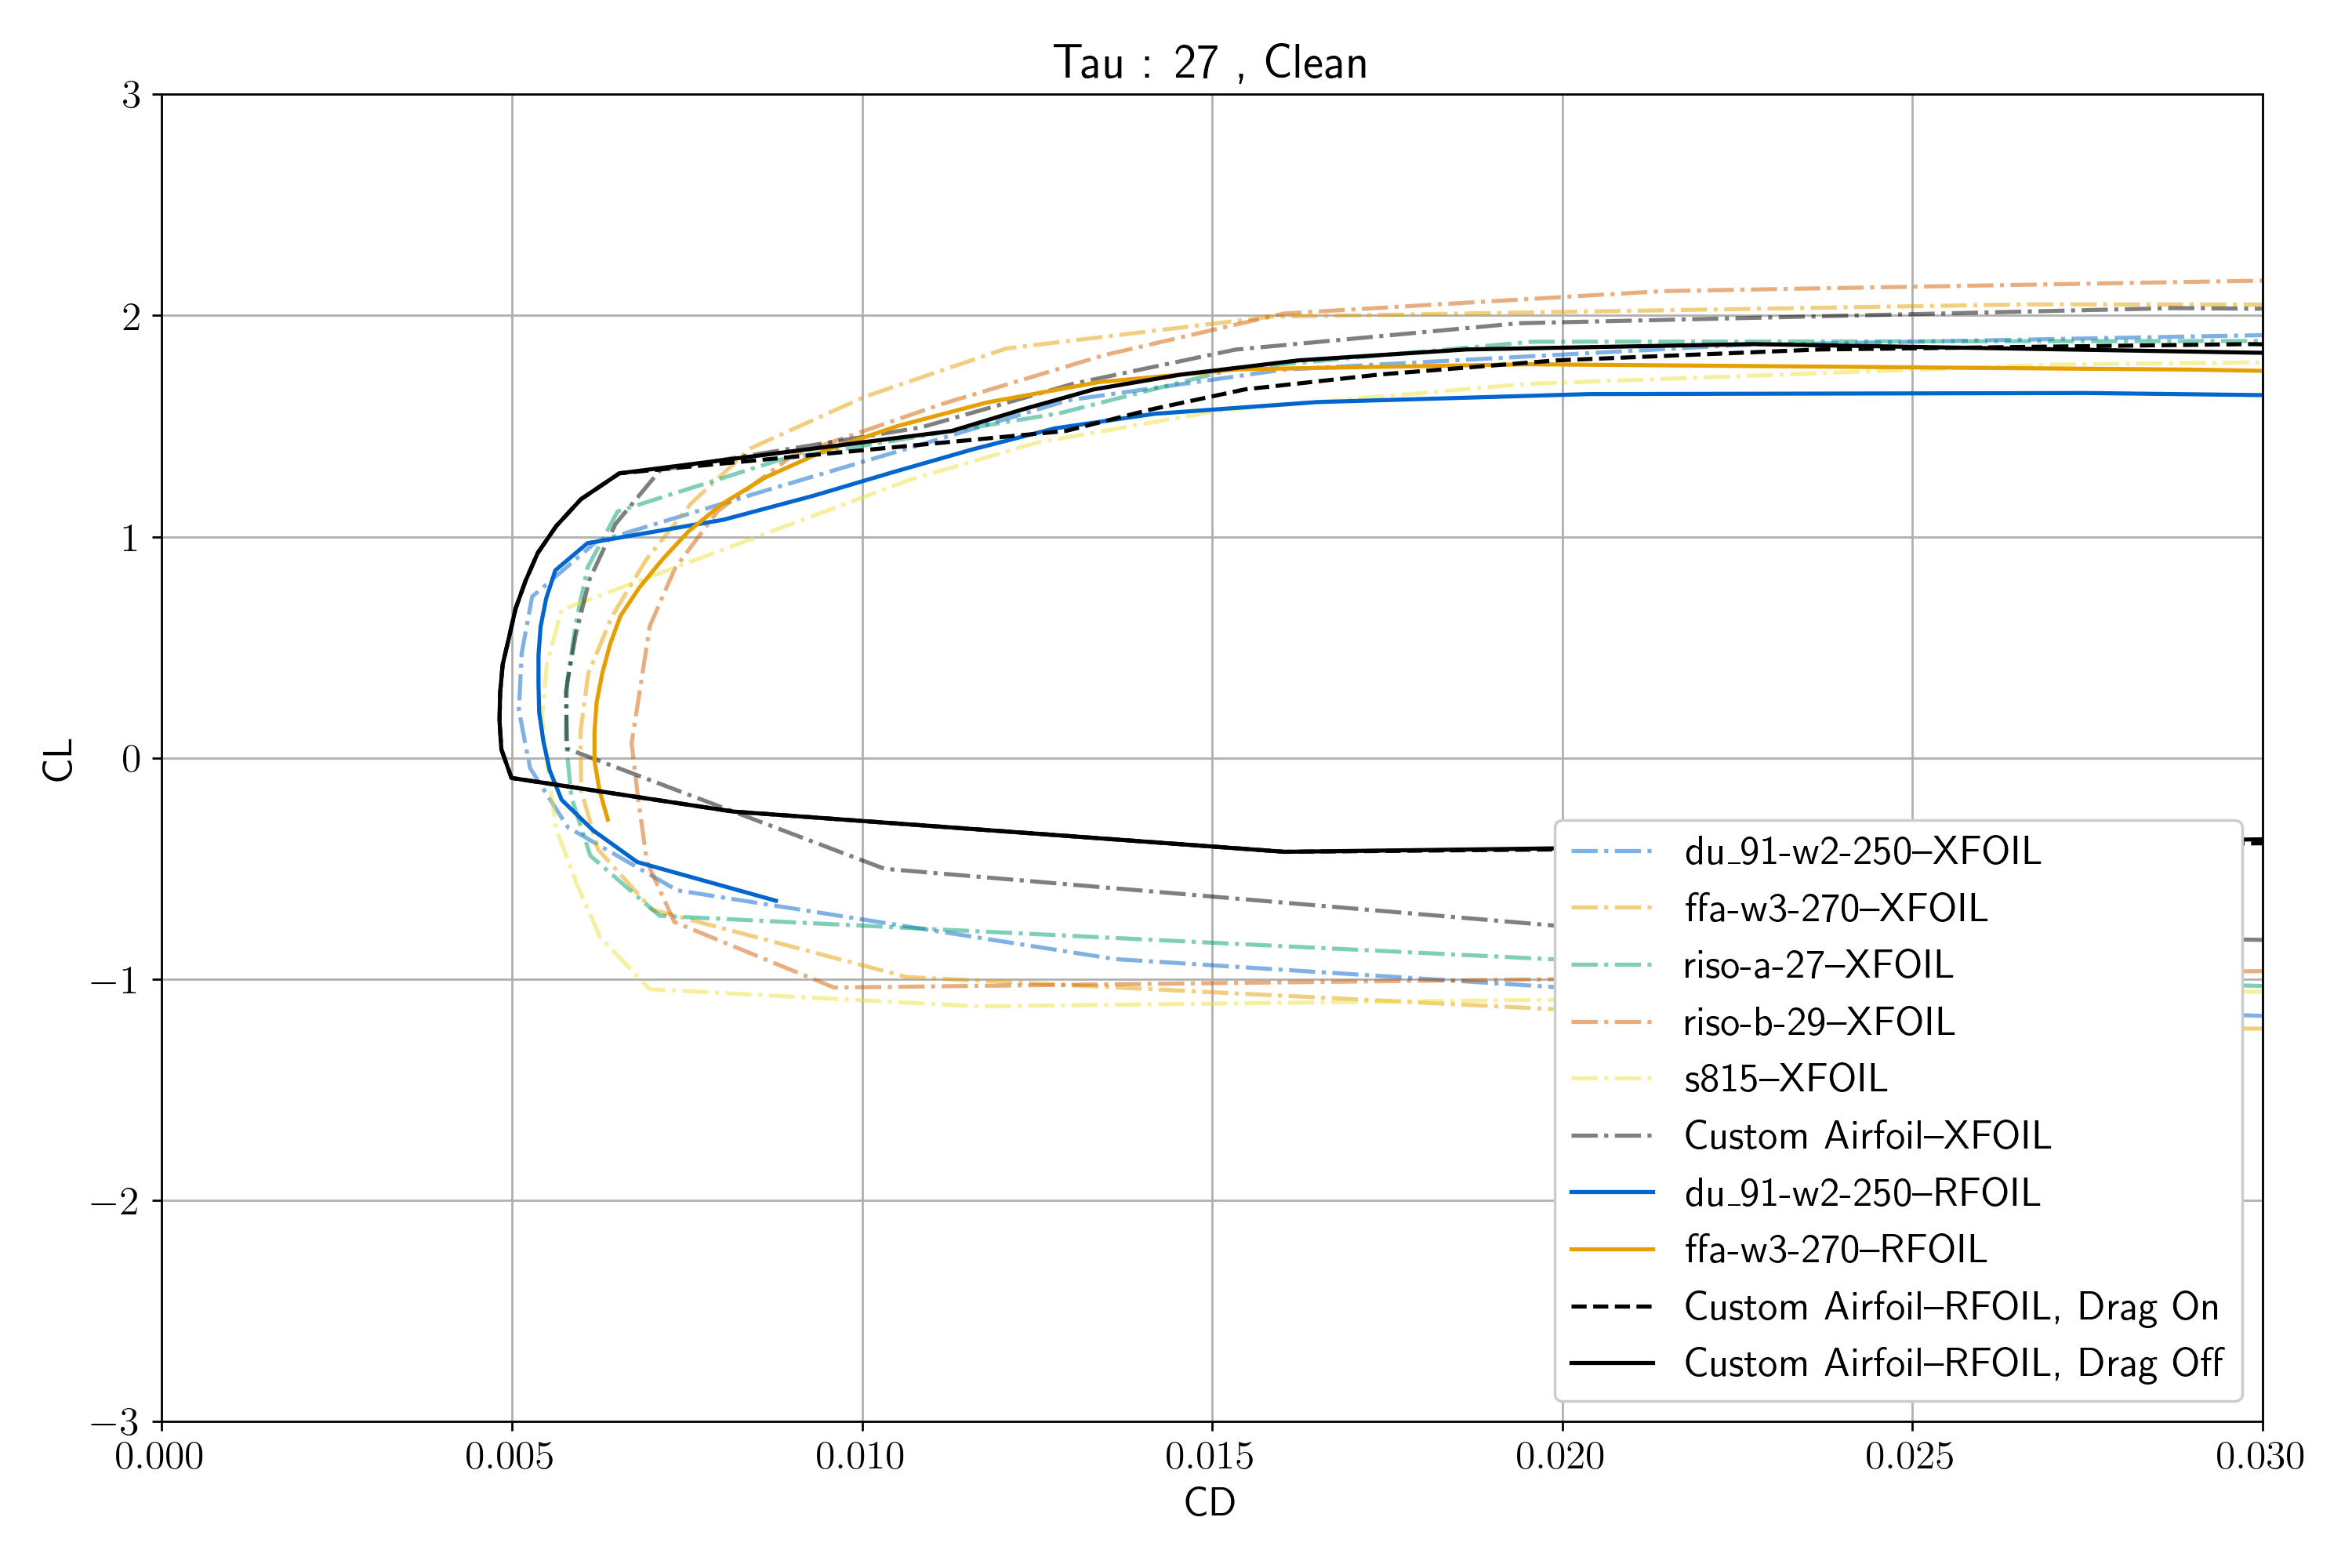 Tau : 27 , Clean
3
2
1
0
−1
−2
−3
CL
0.000 0.005 0.010 0.015 0.020 0.025 0.030
CD
du_91-w2-250–XFOIL
ffa-w3-270–XFOIL
riso-a-27–XFOIL
riso-b-29–XFOIL
s815–XFOIL
Custom Airfoil–XFOIL
du_91-w2-250–RFOIL
ffa-w3-270–RFOIL
Custom Airfoil–RFOIL, Drag On
Custom Airfoil–RFOIL, Drag Off